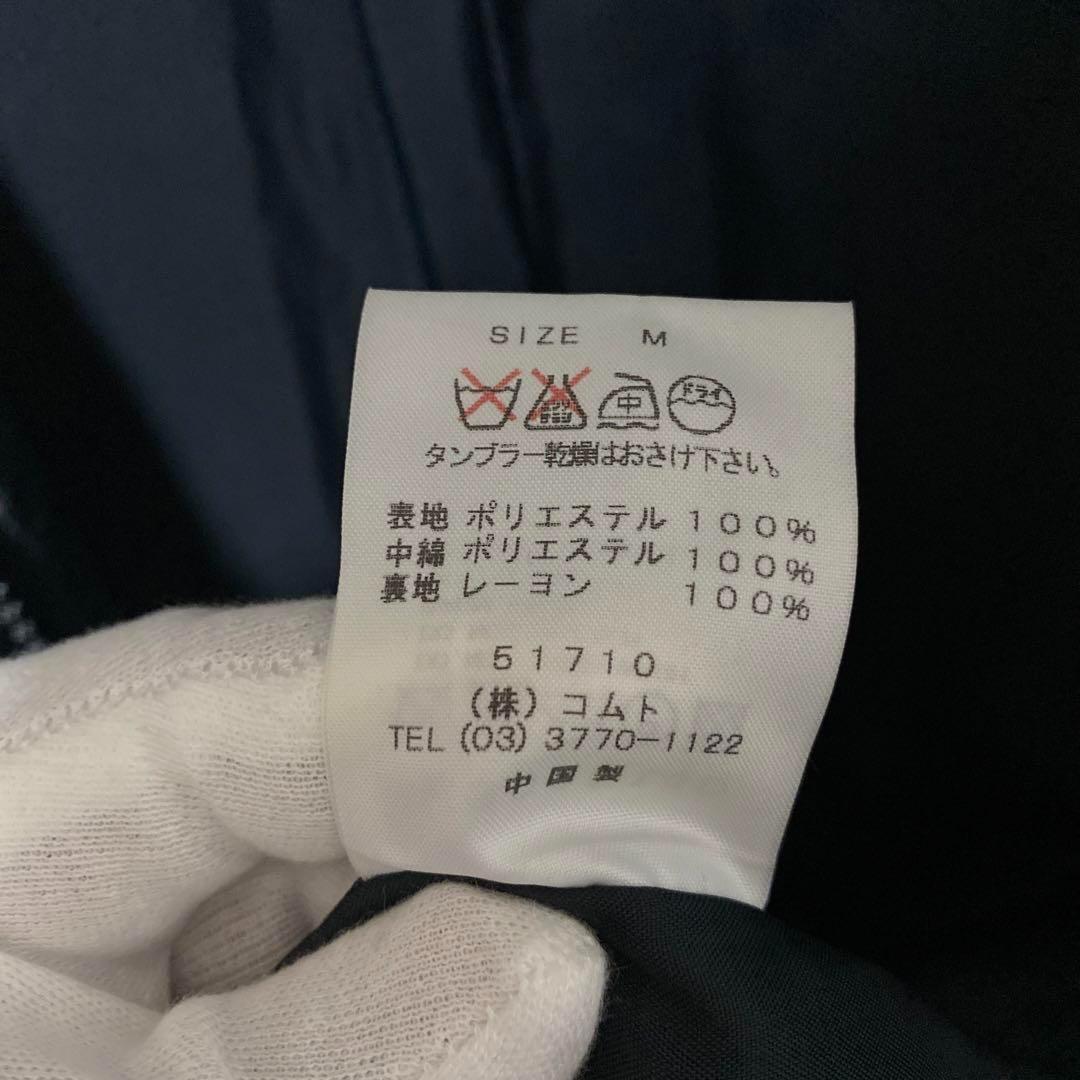 SIZE M
中 ドライ
タンブラー乾燥はおさけ下さい。
表地 ポリエステル 100%
中綿 ポリエステル 100%
裏地 レーヨン 100%
51710
(株)コムト
TEL (03) 3770-1122
中国製